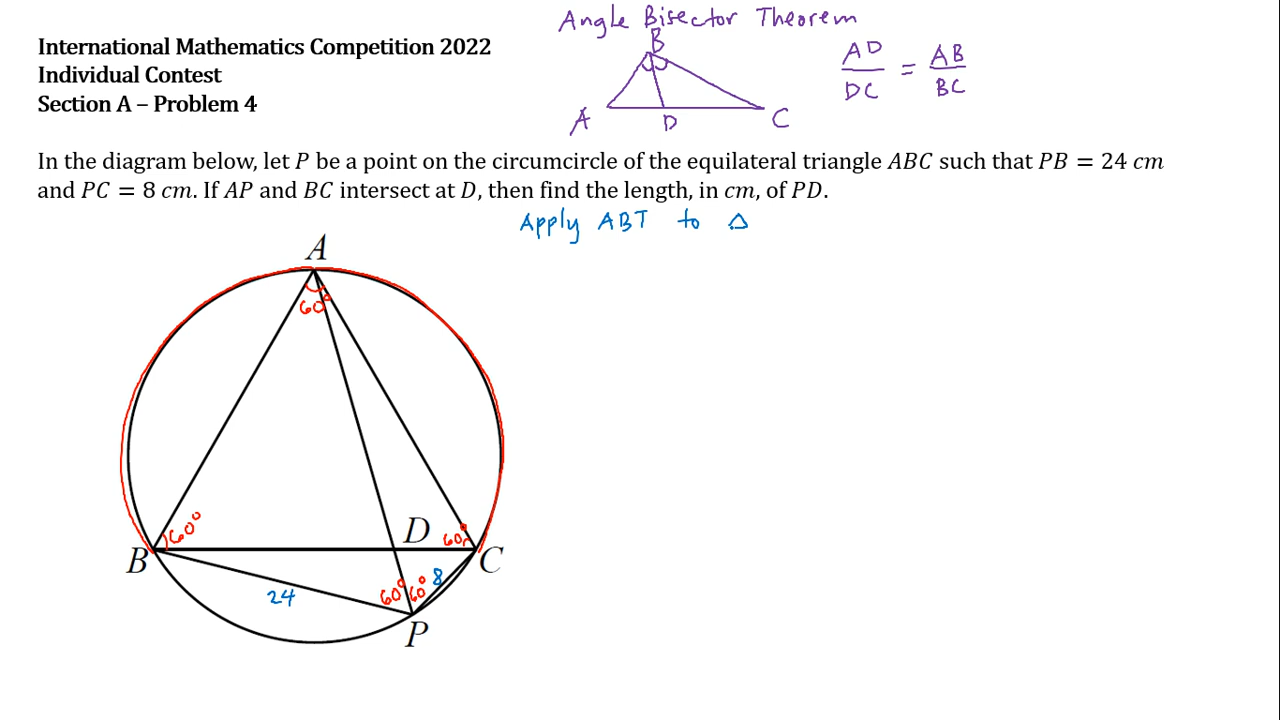 Angle Bisector Theorem
International Mathematics Competition 2022
Individual Contest
Section A – Problem 4
B
A D C
AD/DC = AB/BC
In the diagram below, let P be a point on the circumcircle of the equilateral triangle ABC such that PB = 24 cm
and PC = 8 cm. If AP and BC intersect at D, then find the length, in cm, of PD.
Apply ABT to △
A
60°
60° D 60°
B C
24 60° 60° 8
P